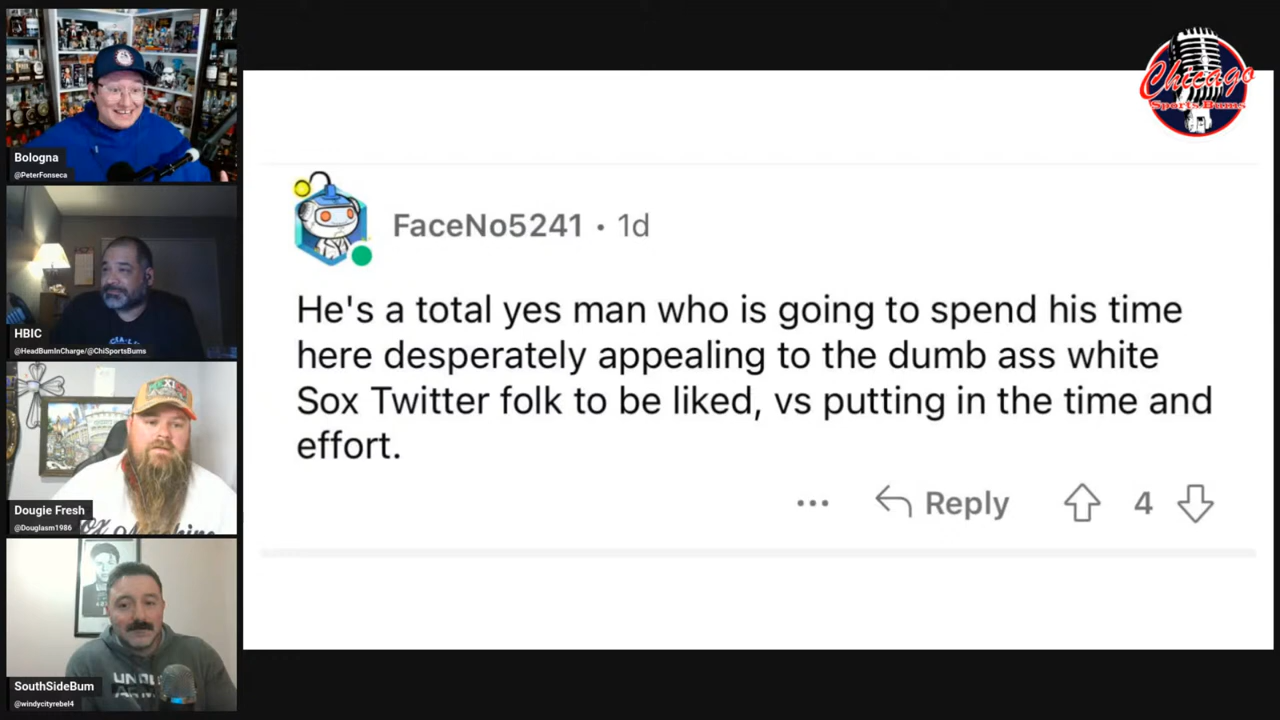 Bologna
@PeterFonseca
HBIC
@HeadBumInCharge/@ChiSportsBums
Dougie Fresh
@Douglasm1986
SouthSideBum
@windycityrebel4
Chicago
Sports Bums
FaceNo5241 • 1d
He's a total yes man who is going to spend his time
here desperately appealing to the dumb ass white
Sox Twitter folk to be liked, vs putting in the time and
effort.
... Reply 4